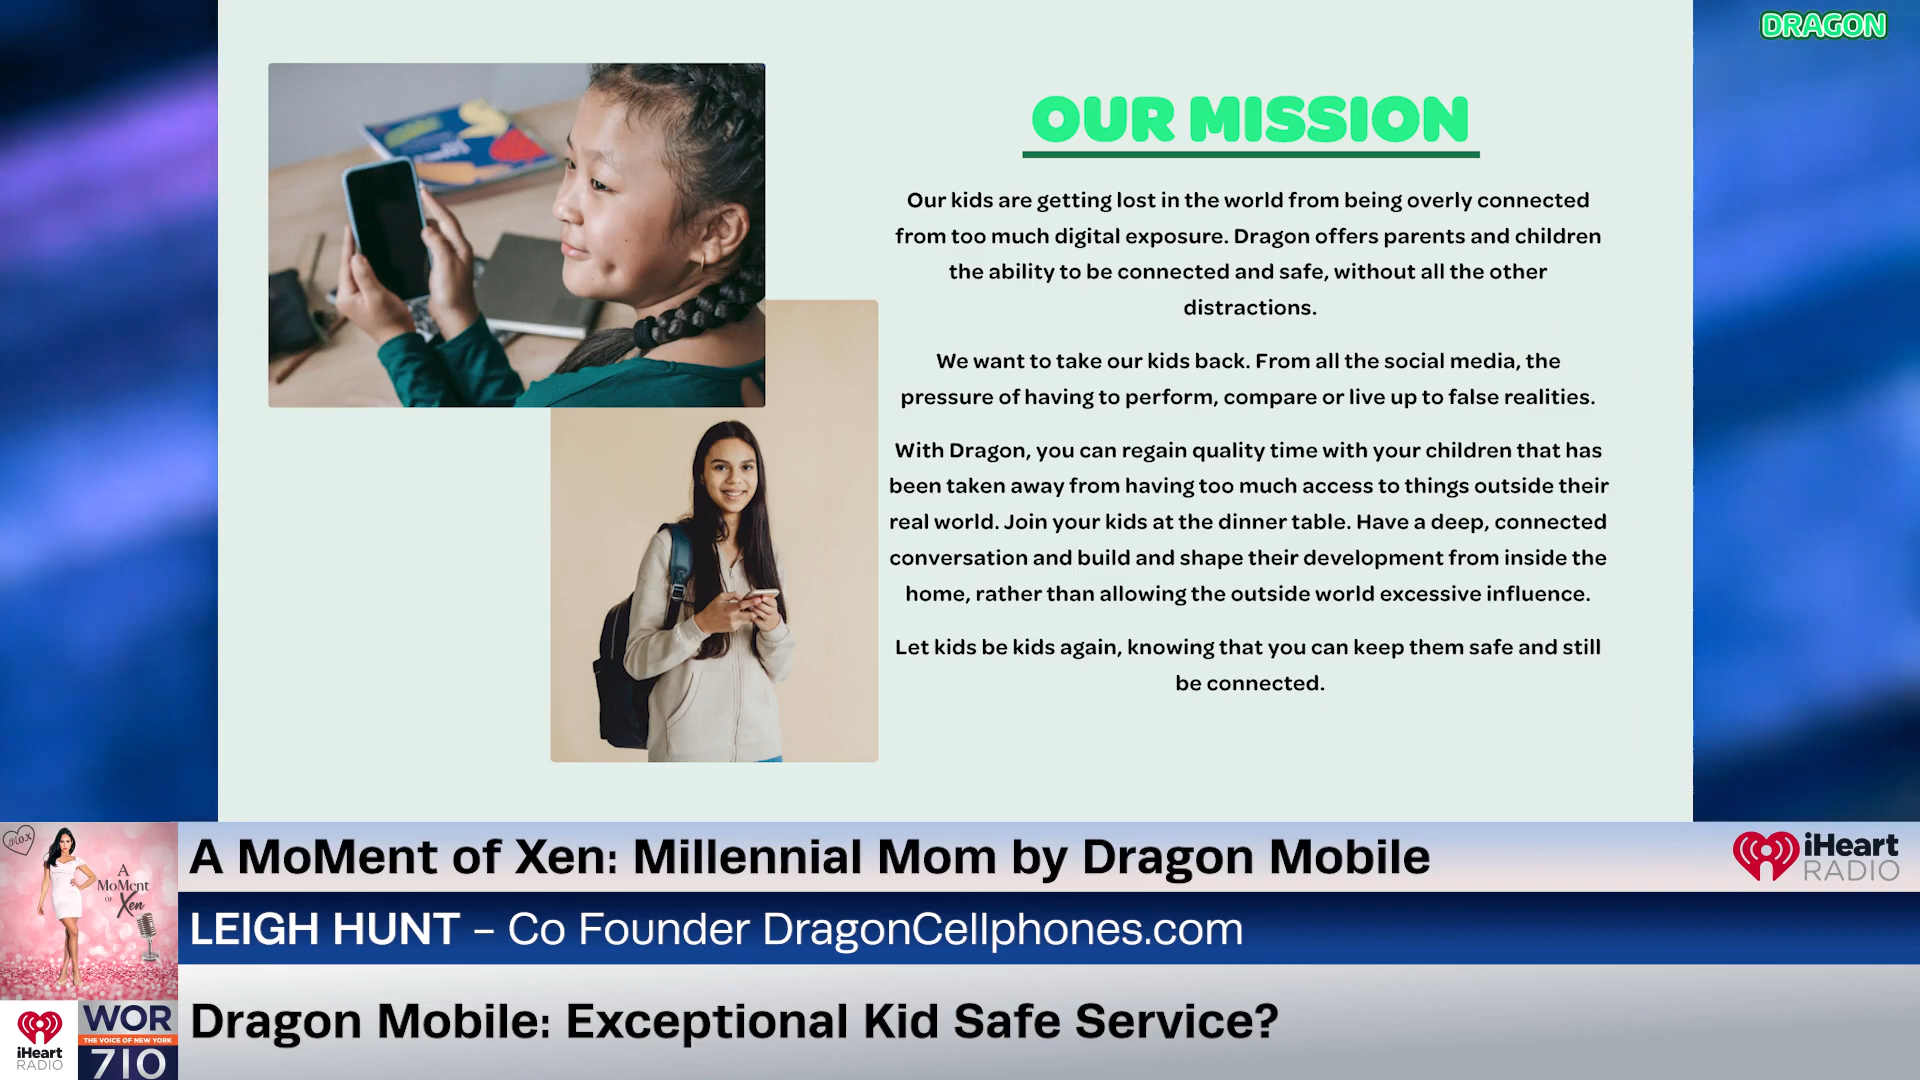 DRAGON
OUR MISSION
Our kids are getting lost in the world from being overly connected
from too much digital exposure. Dragon offers parents and children
the ability to be connected and safe, without all the other
distractions.
We want to take our kids back. From all the social media, the
pressure of having to perform, compare or live up to false realities.
With Dragon, you can regain quality time with your children that has
been taken away from having too much access to things outside their
real world. Join your kids at the dinner table. Have a deep, connected
conversation and build and shape their development from inside the
home, rather than allowing the outside world excessive influence.
Let kids be kids again, knowing that you can keep them safe and still
be connected.
A MoMent of Xen: Millennial Mom by Dragon Mobile
iHeart
RADIO
LEIGH HUNT – Co Founder DragonCellphones.com
Dragon Mobile: Exceptional Kid Safe Service?
A
MoMent
OF
Xen
iHeart
RADIO
WOR
THE VOICE OF NEW YORK
710